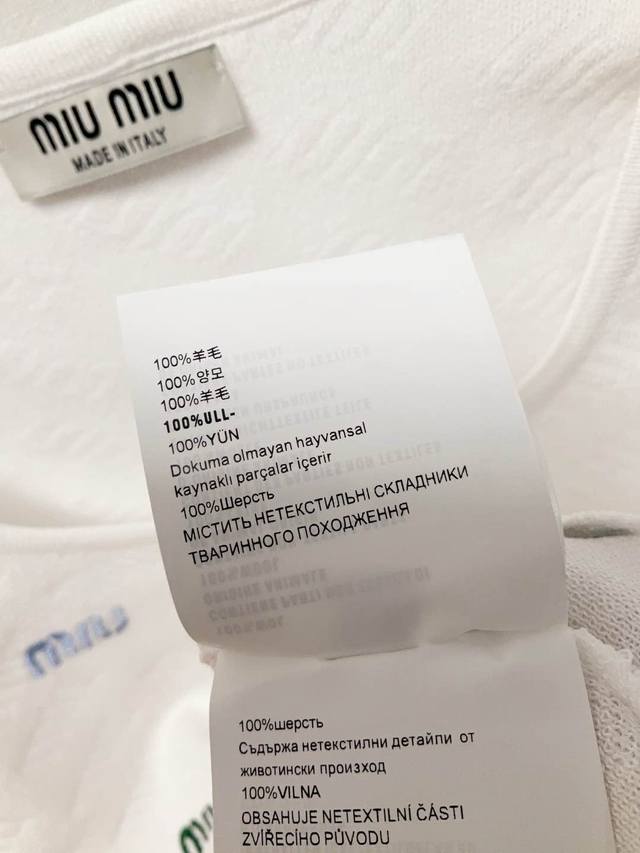 MIU MIU
MADE IN ITALY
100%羊毛
100%양모
100%羊毛
100%ULL-
100%YÜN
Dokuma olmayan hayvansal
kaynaklı parçalar içerir
100%Шерсть
МІСТИТЬ НЕТЕКСТИЛЬНІ СКЛАДНИКИ
ТВАРИННОГО ПОХОДЖЕННЯ
100%шерсть
Съдържа нетекстилни детайпи от
животински произход
100%VILNA
OBSAHUJE NETEXTILNÍ ČÁSTI
ZVÍŘECÍHO PŮVODU